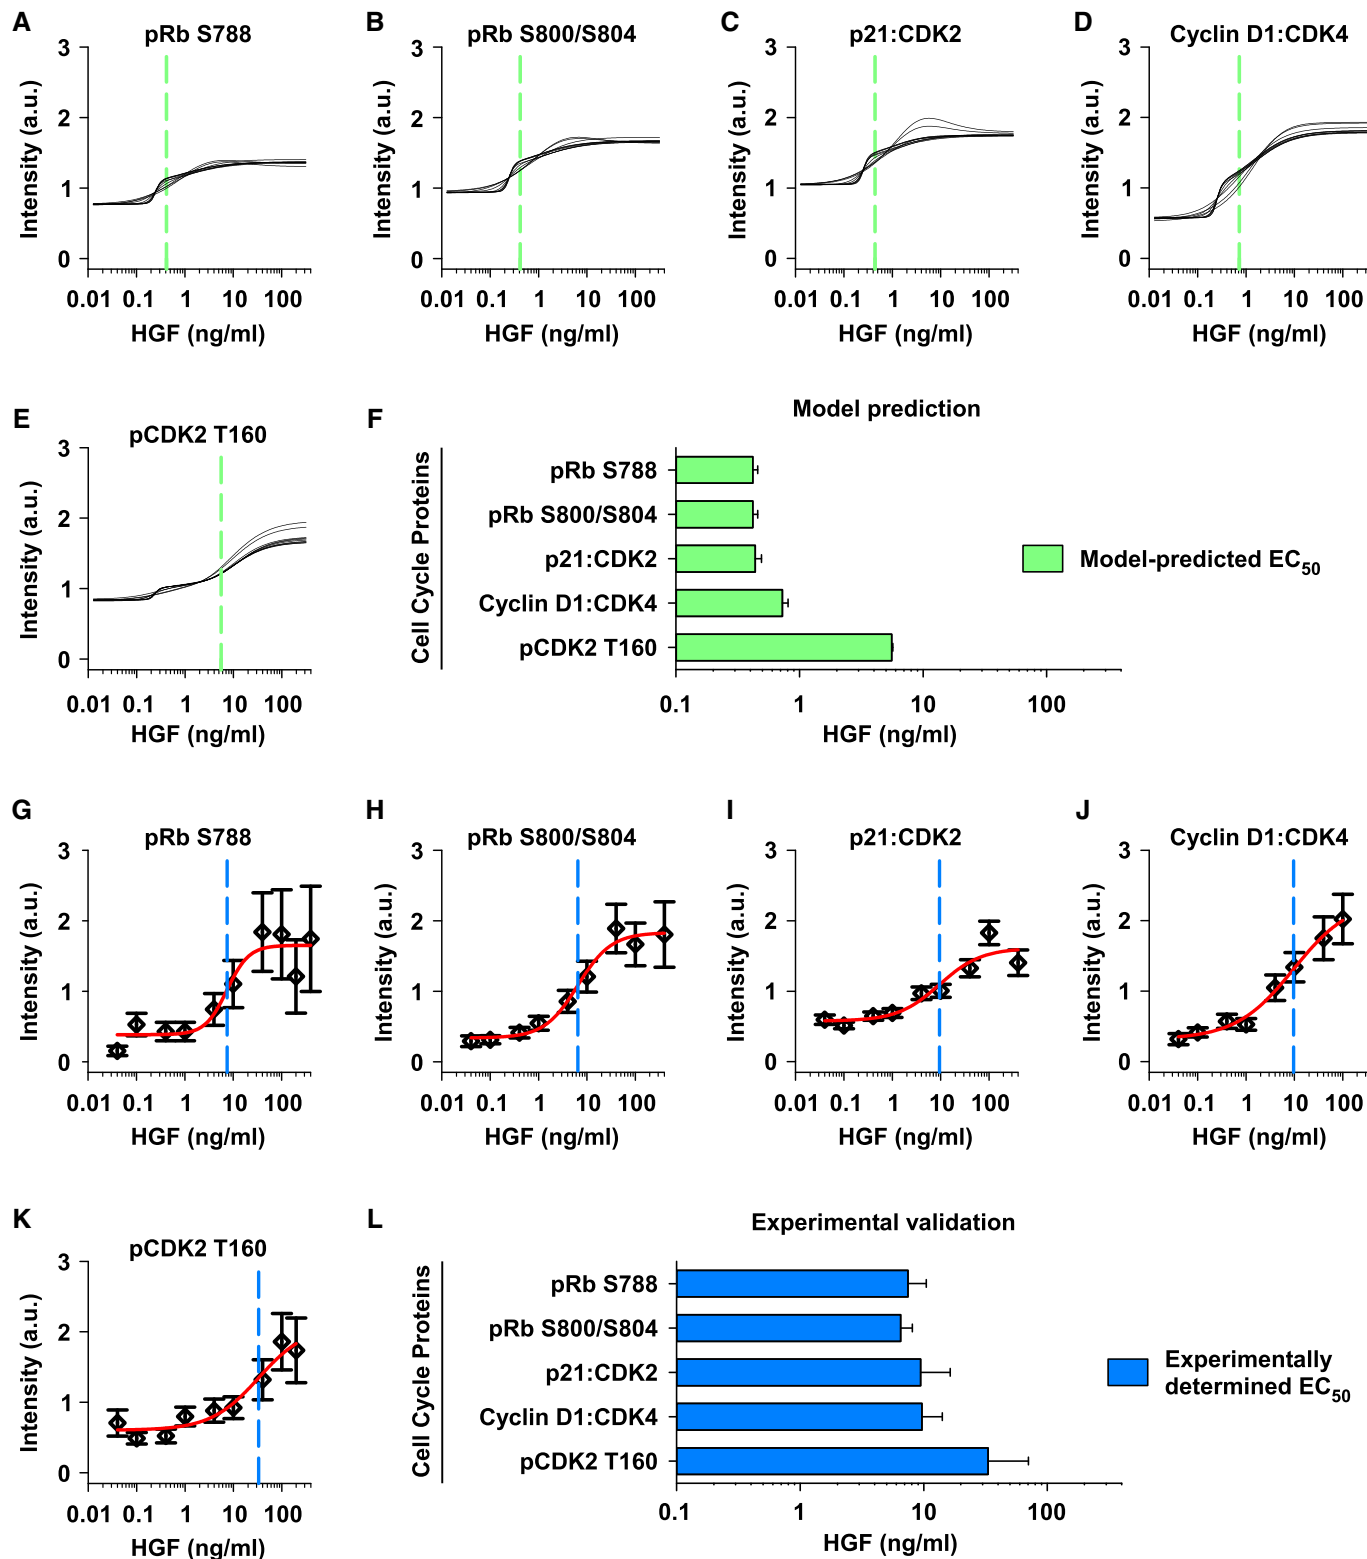 A
pRb S788
3
2
1
0
Intensity (a.u.)
0.01 0.1 1 10 100
HGF (ng/ml)
B
pRb S800/S804
3
2
1
0
Intensity (a.u.)
0.01 0.1 1 10 100
HGF (ng/ml)
C
p21:CDK2
3
2
1
0
Intensity (a.u.)
0.01 0.1 1 10 100
HGF (ng/ml)
D
Cyclin D1:CDK4
3
2
1
0
Intensity (a.u.)
0.01 0.1 1 10 100
HGF (ng/ml)
E
pCDK2 T160
3
2
1
0
Intensity (a.u.)
0.01 0.1 1 10 100
HGF (ng/ml)
F
Model prediction
Cell Cycle Proteins
pRb S788
pRb S800/S804
p21:CDK2
Cyclin D1:CDK4
pCDK2 T160
0.1 1 10 100
HGF (ng/ml)
Model-predicted EC50
G
pRb S788
3
2
1
0
Intensity (a.u.)
0.01 0.1 1 10 100
HGF (ng/ml)
H
pRb S800/S804
3
2
1
0
Intensity (a.u.)
0.01 0.1 1 10 100
HGF (ng/ml)
I
p21:CDK2
3
2
1
0
Intensity (a.u.)
0.01 0.1 1 10 100
HGF (ng/ml)
J
Cyclin D1:CDK4
3
2
1
0
Intensity (a.u.)
0.01 0.1 1 10 100
HGF (ng/ml)
K
pCDK2 T160
3
2
1
0
Intensity (a.u.)
0.01 0.1 1 10 100
HGF (ng/ml)
L
Experimental validation
Cell Cycle Proteins
pRb S788
pRb S800/S804
p21:CDK2
Cyclin D1:CDK4
pCDK2 T160
0.1 1 10 100
HGF (ng/ml)
Experimentally
determined EC50